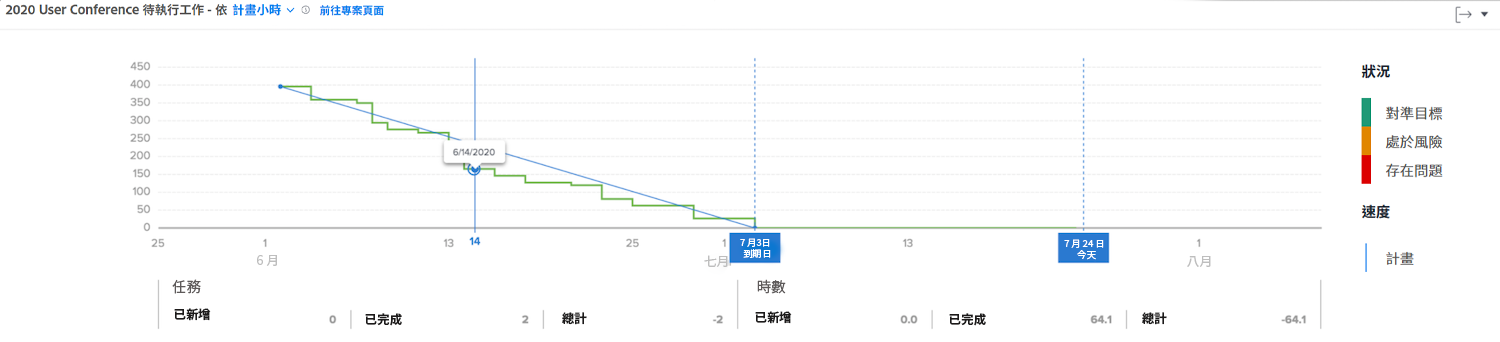 2020 User Conference 待執行工作 - 依 計畫小時 前往專案頁面
450
400
350
300
250
200
150
100
50
0
6/14/2020
25 1 13 14 25 1 13 1
6 月 七月 八月
7 月3日
到期日
7 月 24 日
今天
狀況
對準目標
處於風險
存在問題
速度
計畫
任務 時數
已新增 0 已完成 2 總計 -2 已新增 0.0 已完成 64.1 總計 -64.1